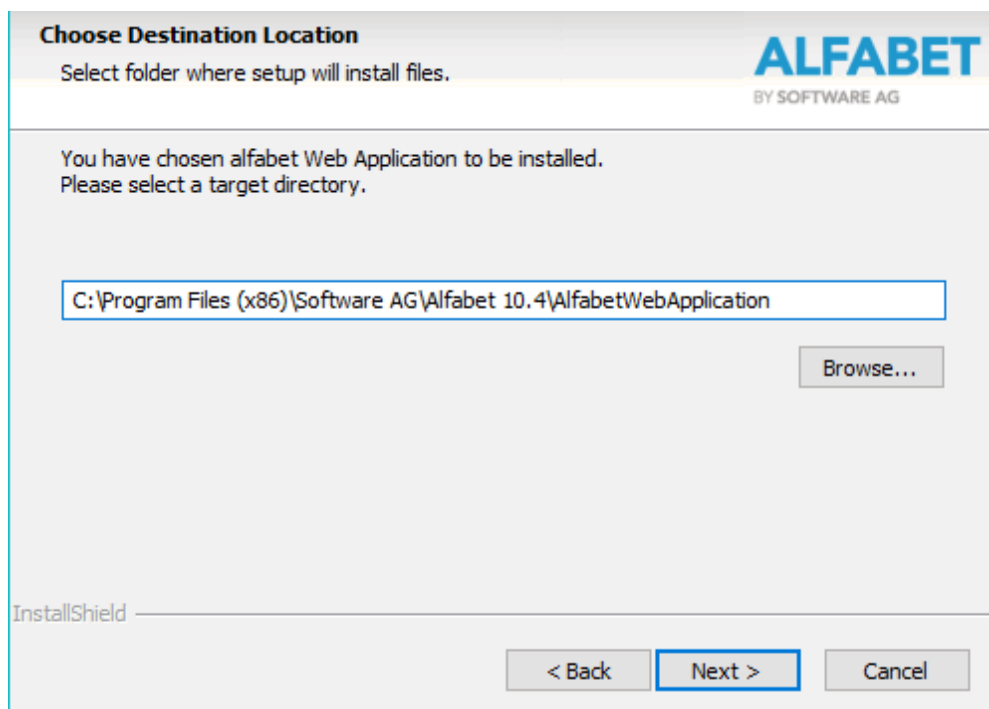 Choose Destination Location
Select folder where setup will install files.
ALFABET
BY SOFTWARE AG
You have chosen alfabet Web Application to be installed.
Please select a target directory.
C:\Program Files (x86)\Software AG\Alfabet 10.4\AlfabetWebApplication
Browse...
InstallShield
< Back
Next >
Cancel